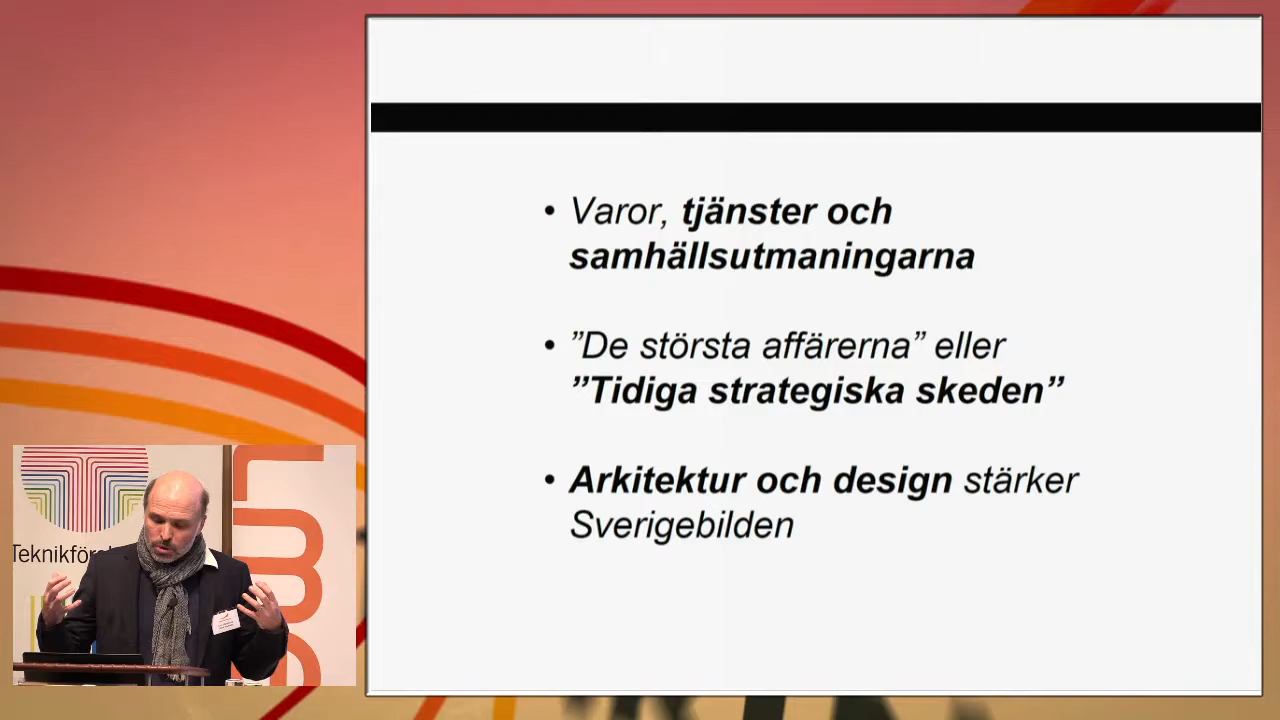 • Varor, tjänster och
samhällsutmaningarna
• ”De största affärerna” eller
”Tidiga strategiska skeden”
• Arkitektur och design stärker
Sverigebilden